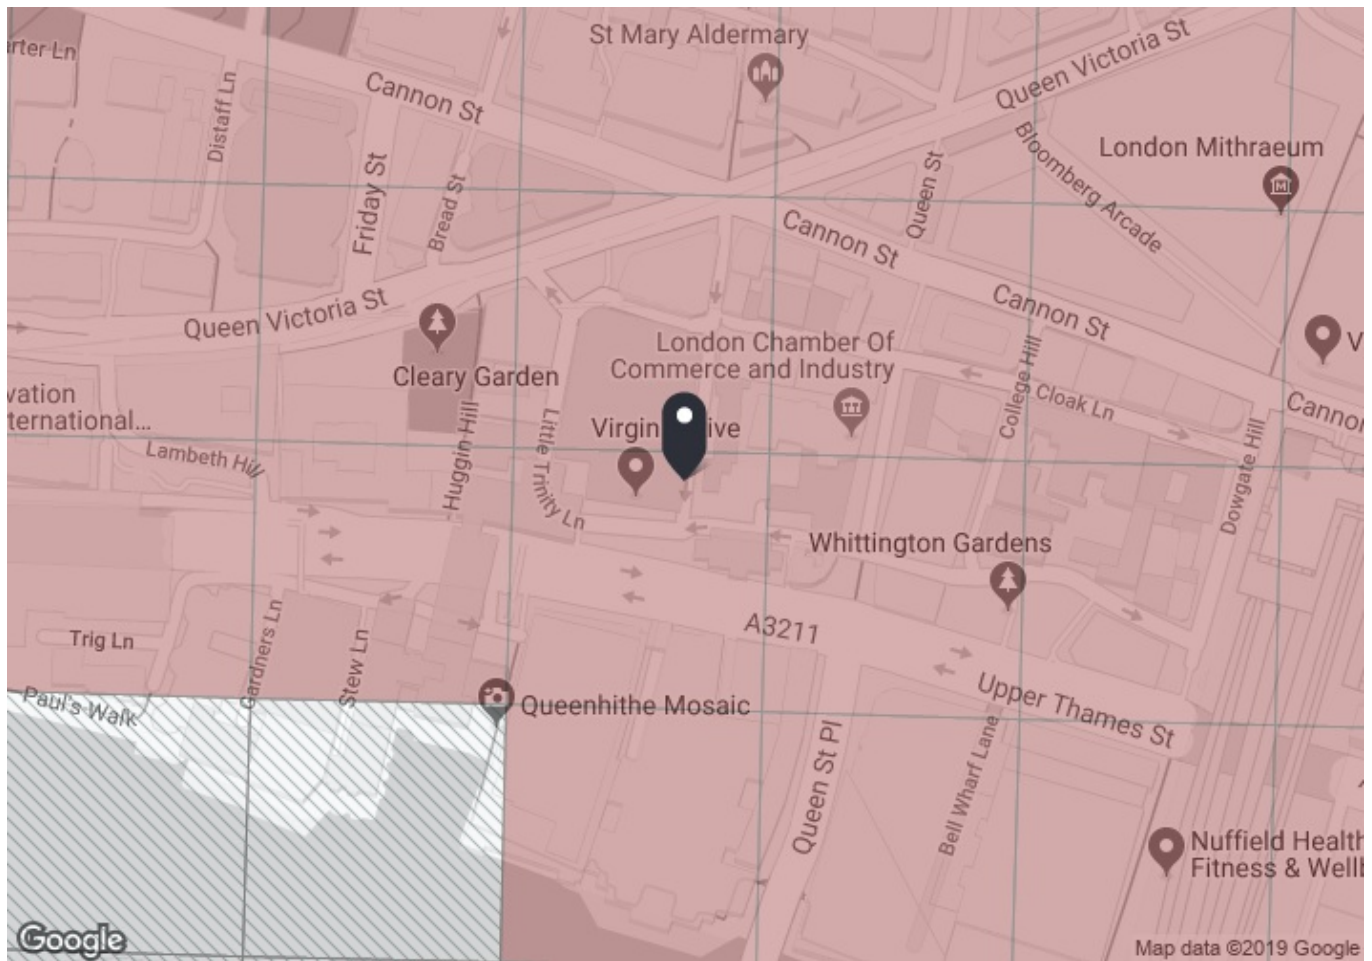 St Mary Aldermary
Queen Victoria St
arter Ln
Cannon St
Distaff Ln
Friday St
Bread St
Queen St
Bloomberg Arcade
London Mithraeum
Cannon St
Queen Victoria St
Cannon St
London Chamber Of
Commerce and Industry
Cleary Garden
vation
ternational...
V
Cloak Ln
College Hill
Cannon
Dowgate Hill
Lambeth Hill
Huggin Hill
Little Trinity Ln
Virgin
ive
Whittington Gardens
A3211
Trig Ln
Gardners Ln
Stew Ln
Paul's Walk
Queenhithe Mosaic
Upper Thames St
Queen St Pl
Bell Wharf Lane
Nuffield Health
Fitness & Wellb
Google
Map data ©2019 Google